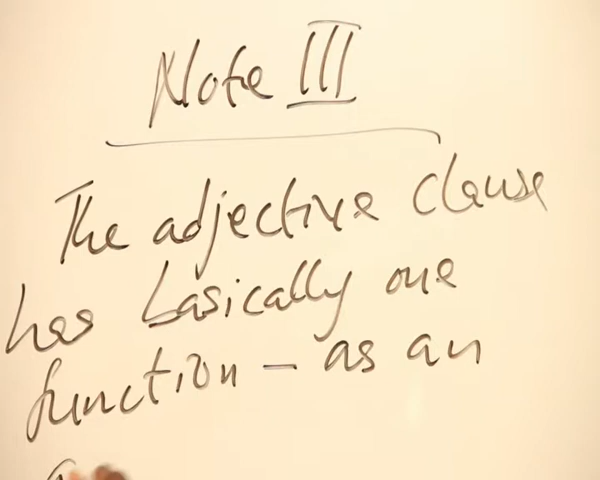 Note III
The adjective clause
has basically one
function - as an